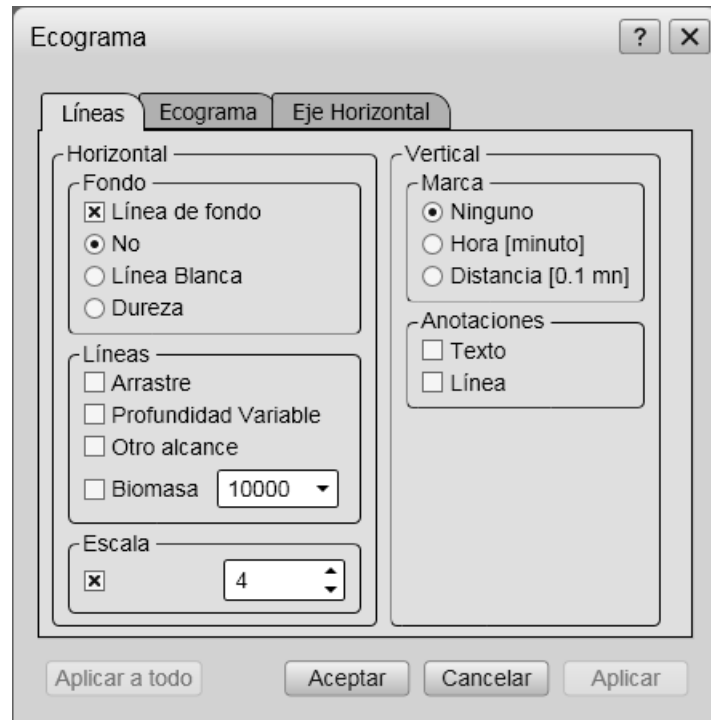 Ecograma
?
Líneas
Ecograma
Eje Horizontal
Horizontal
Fondo
Línea de fondo
No
Línea Blanca
Dureza
Líneas
Arrastre
Profundidad Variable
Otro alcance
Biomasa 10000
Escala
4
Vertical
Marca
Ninguno
Hora [minuto]
Distancia [0.1 mn]
Anotaciones
Texto
Línea
Aplicar a todo
Aceptar
Cancelar
Aplicar